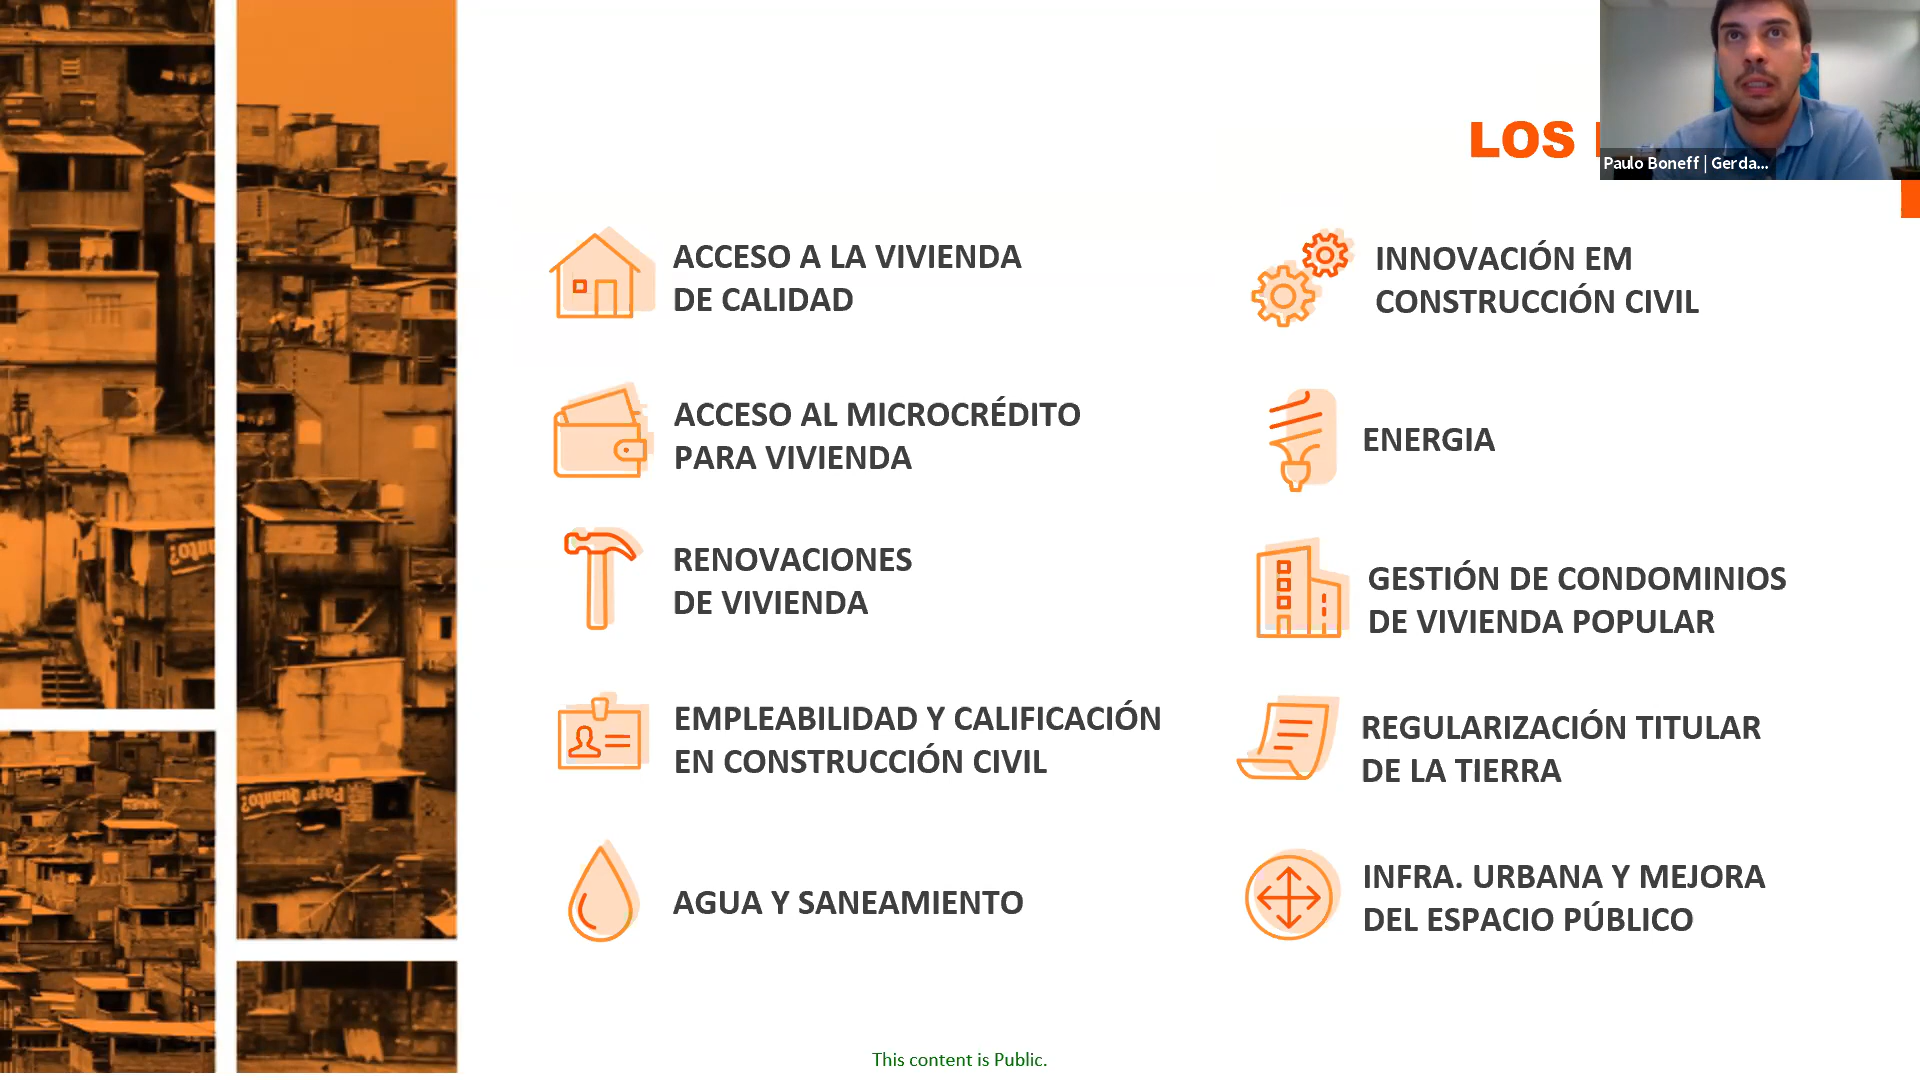 LOS
Paulo Boneff | Gerda...
ACCESO A LA VIVIENDA
DE CALIDAD
ACCESO AL MICROCRÉDITO
PARA VIVIENDA
RENOVACIONES
DE VIVIENDA
EMPLEABILIDAD Y CALIFICACIÓN
EN CONSTRUCCIÓN CIVIL
AGUA Y SANEAMIENTO
INNOVACIÓN EM
CONSTRUCCIÓN CIVIL
ENERGIA
GESTIÓN DE CONDOMINIOS
DE VIVIENDA POPULAR
REGULARIZACIÓN TITULAR
DE LA TIERRA
INFRA. URBANA Y MEJORA
DEL ESPACIO PÚBLICO
This content is Public.